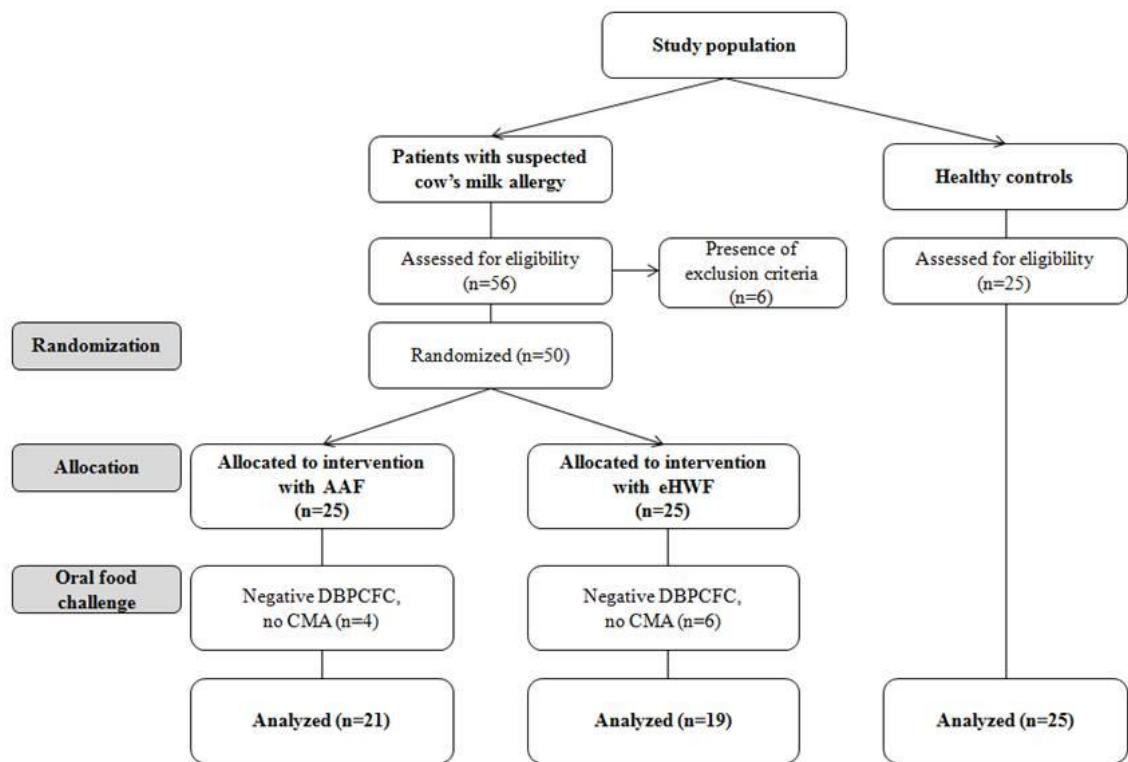 Study population
Patients with suspected
cow's milk allergy
Healthy controls
Assessed for eligibility
(n=56)
Presence of
exclusion criteria
(n=6)
Assessed for eligibility
(n=25)
Randomization
Randomized (n=50)
Allocation
Allocated to intervention
with AAF
(n=25)
Allocated to intervention
with eHWF
(n=25)
Oral food
challenge
Negative DBPCFC,
no CMA (n=4)
Negative DBPCFC,
no CMA (n=6)
Analyzed (n=21)
Analyzed (n=19)
Analyzed (n=25)